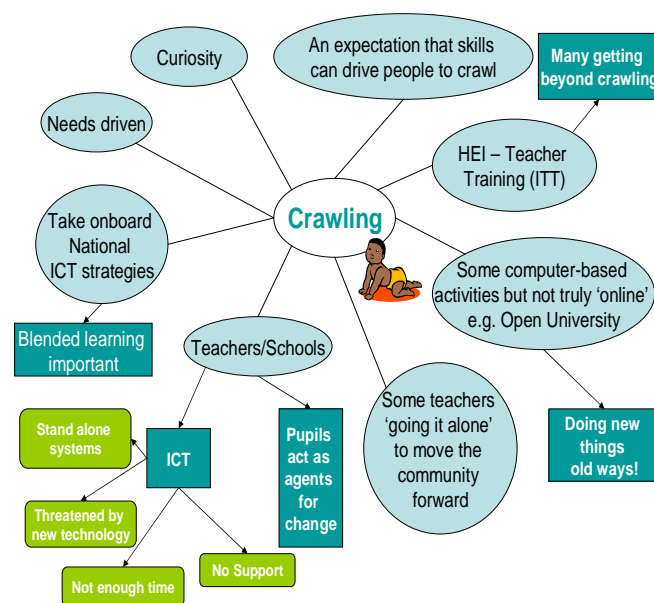 Curiosity
An expectation that skills
can drive people to crawl
Many getting
beyond crawling
Needs driven
HEI – Teacher
Training (ITT)
Crawling
Take onboard
National
ICT strategies
Some computer-based
activities but not truly ‘online’
e.g. Open University
Blended learning
important
Teachers/Schools
Some teachers
‘going it alone’
to move the
community
forward
Doing new
things
old ways!
Pupils
act as
agents
for
change
ICT
Stand alone
systems
Threatened by
new technology
Not enough time
No Support